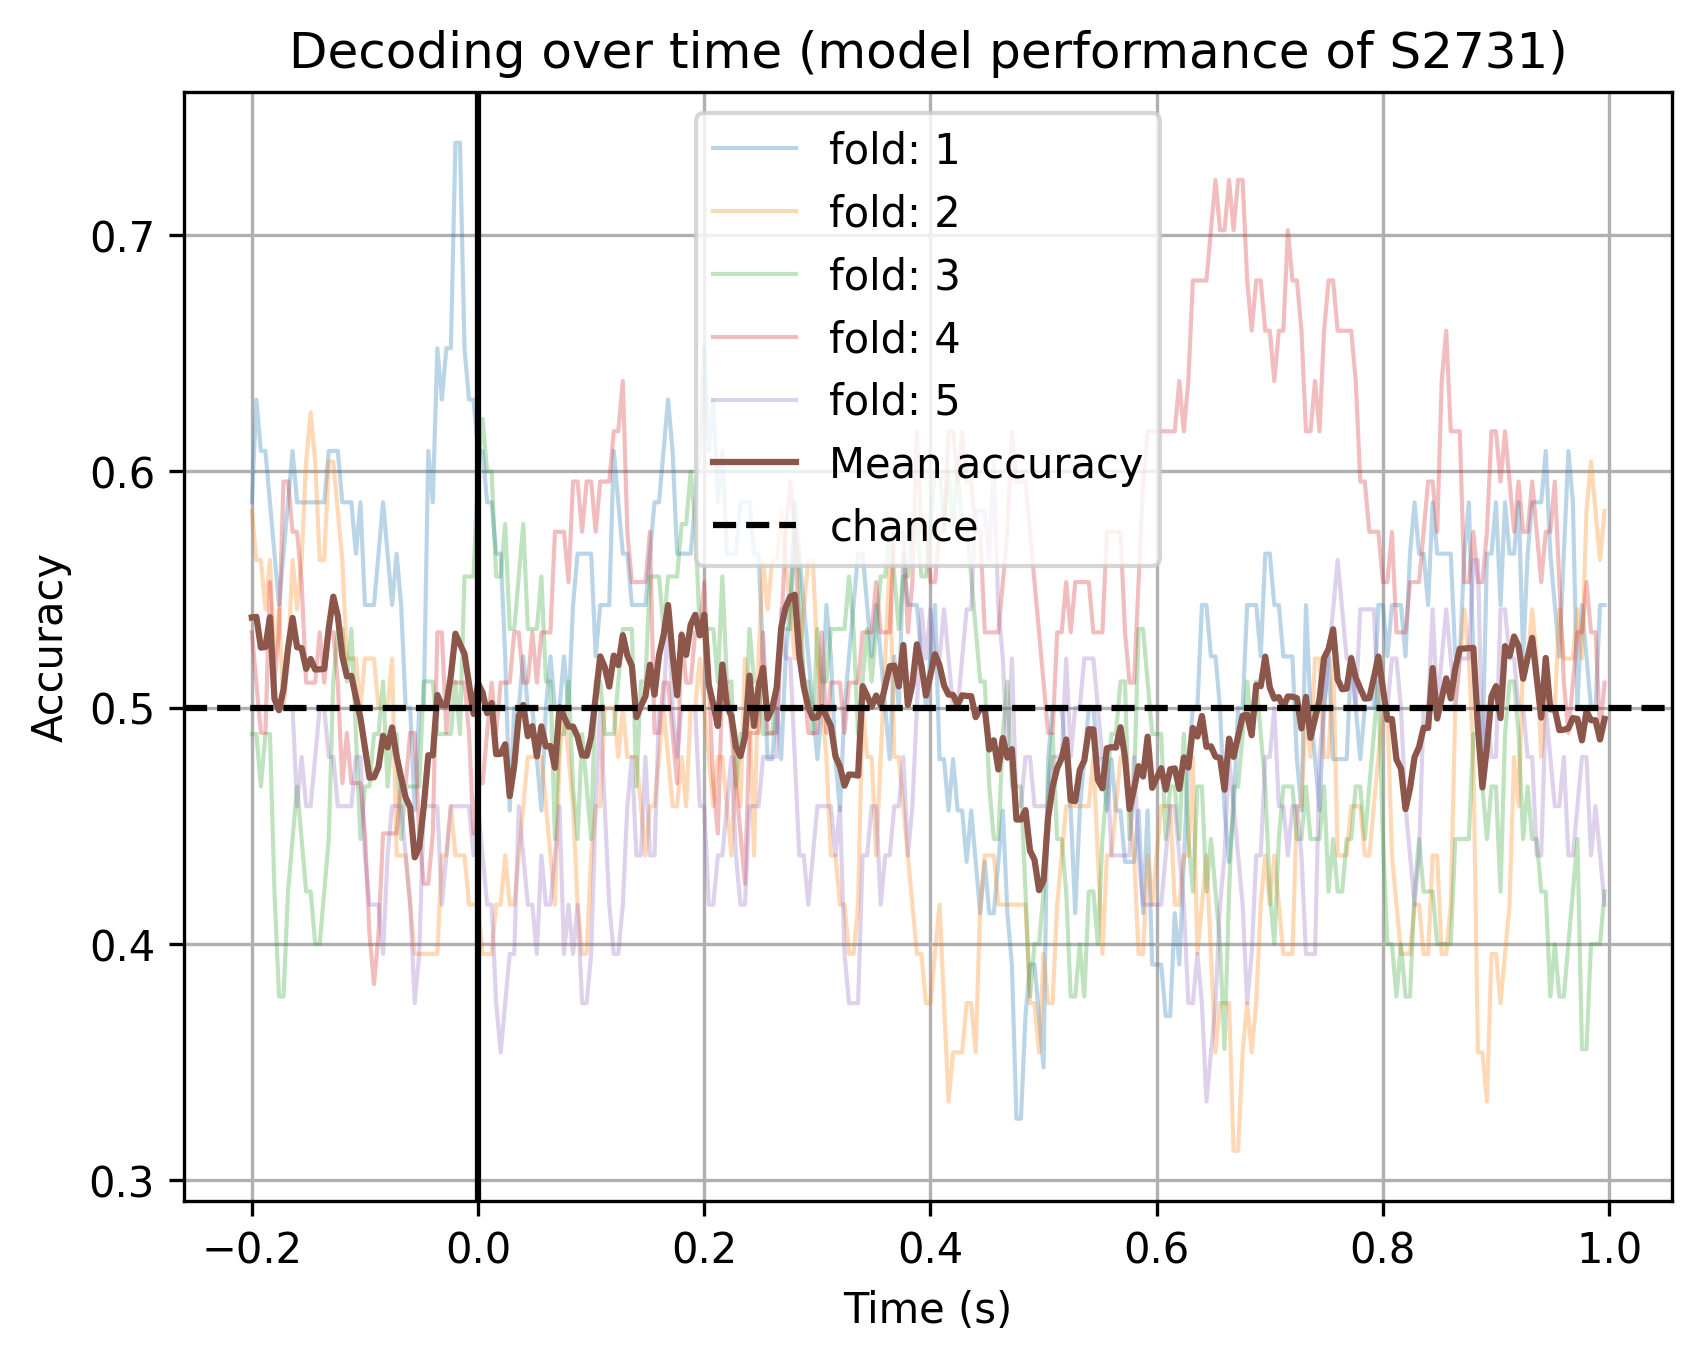 Decoding over time (model performance of S2731)
fold: 1
fold: 2
fold: 3
fold: 4
fold: 5
Mean accuracy
chance
Accuracy
0.7
0.6
0.5
0.4
0.3
−0.2 0.0 0.2 0.4 0.6 0.8 1.0
Time (s)